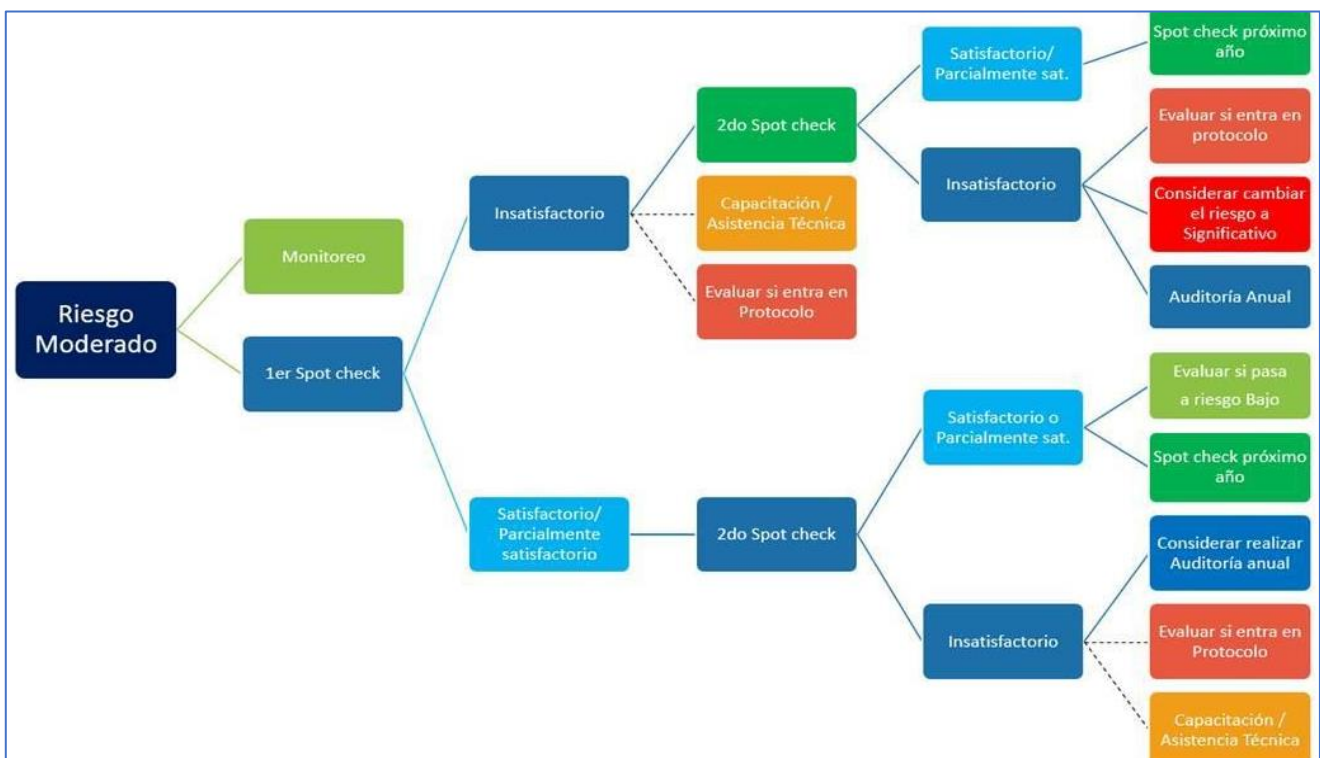 Riesgo
Moderado
Monitoreo
1er Spot check
Insatisfactorio
Satisfactorio/
Parcialmente
satisfactorio
2do Spot check
Capacitación /
Asistencia Técnica
Evaluar si entra en
Protocolo
2do Spot check
Satisfactorio/
Parcialmente sat.
Insatisfactorio
Satisfactorio o
Parcialmente sat.
Insatisfactorio
Spot check próximo
año
Evaluar si entra en
protocolo
Considerar cambiar
el riesgo a
Significativo
Auditoría Anual
Evaluar si pasa
a riesgo Bajo
Spot check próximo
año
Considerar realizar
Auditoría anual
Evaluar si entra en
Protocolo
Capacitación /
Asistencia Técnica